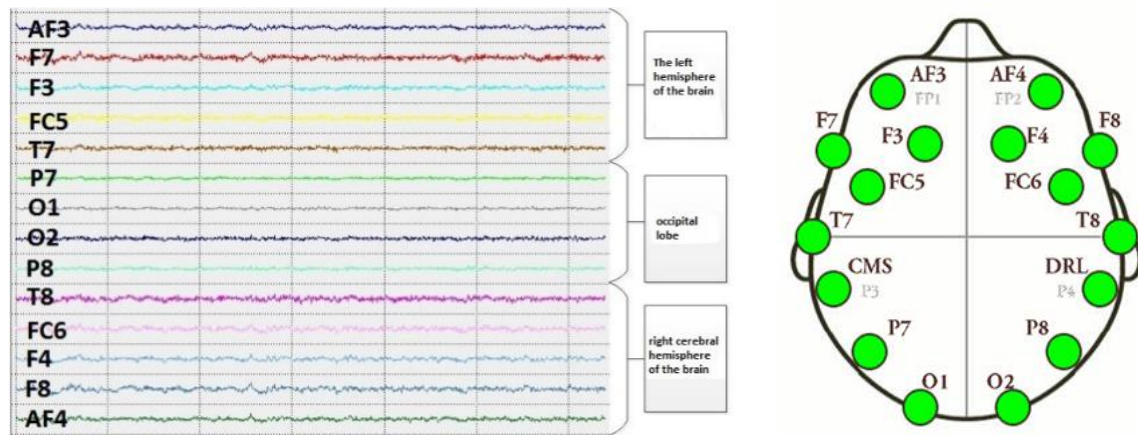 AF3
F7
F3
FC5
T7
P7
O1
O2
P8
T8
FC6
F4
F8
AF4
The left
hemisphere
of the brain
occipital
lobe
right cerebral
hemisphere
of the brain
AF3 AF4
FP1 FP2
F7 F8
F3 F4
FC5 FC6
T7 T8
CMS DRL
P3 P4
P7 P8
O1 O2